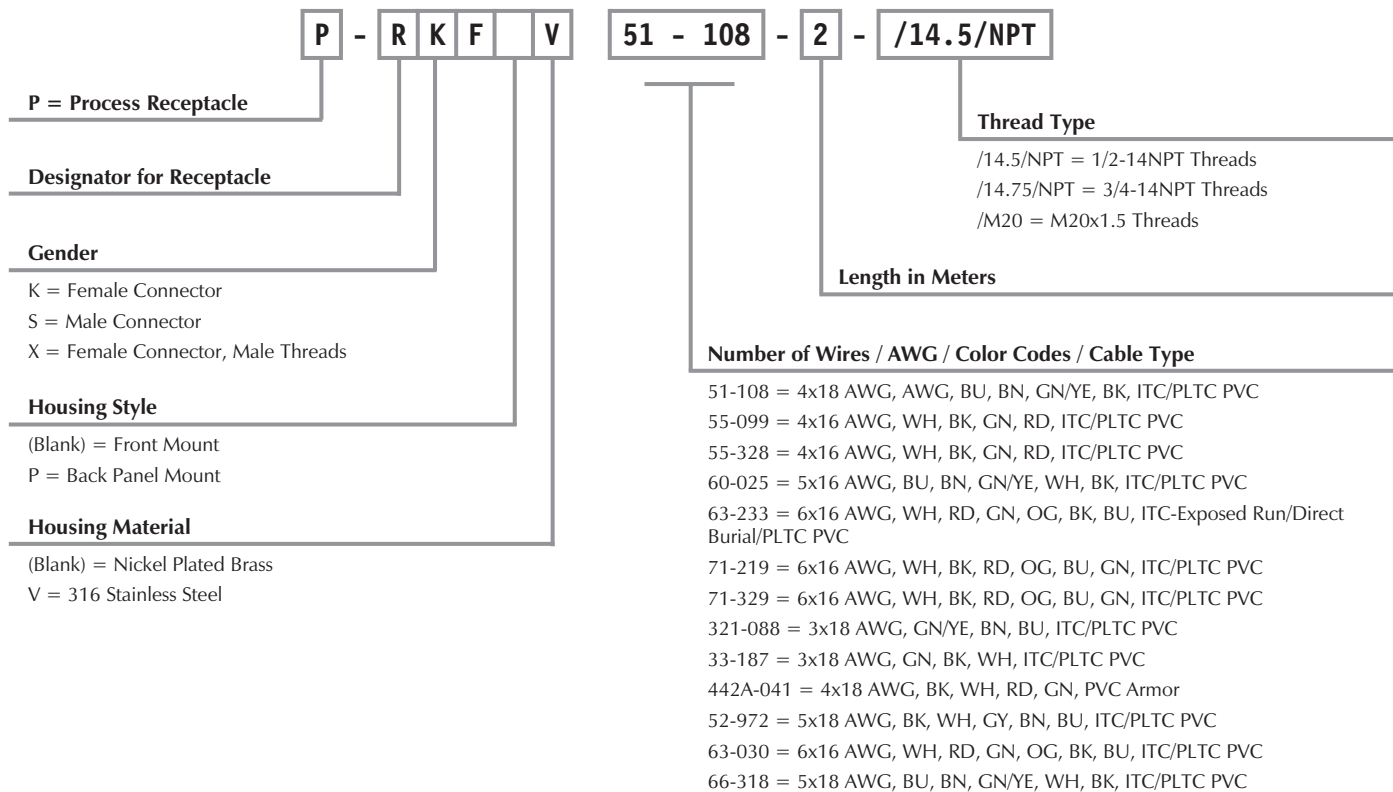 P - R K F V 51 - 108 - 2 - /14.5/NPT
P = Process Receptacle
Designator for Receptacle
Gender
K = Female Connector
S = Male Connector
X = Female Connector, Male Threads
Housing Style
(Blank) = Front Mount
P = Back Panel Mount
Housing Material
(Blank) = Nickel Plated Brass
V = 316 Stainless Steel
Thread Type
/14.5/NPT = 1/2-14NPT Threads
/14.75/NPT = 3/4-14NPT Threads
/M20 = M20x1.5 Threads
Length in Meters
Number of Wires / AWG / Color Codes / Cable Type
51-108 = 4x18 AWG, AWG, BU, BN, GN/YE, BK, ITC/PLTC PVC
55-099 = 4x16 AWG, WH, BK, GN, RD, ITC/PLTC PVC
55-328 = 4x16 AWG, WH, BK, GN, RD, ITC/PLTC PVC
60-025 = 5x16 AWG, BU, BN, GN/YE, WH, BK, ITC/PLTC PVC
63-233 = 6x16 AWG, WH, RD, GN, OG, BK, BU, ITC-Exposed Run/Direct
Burial/PLTC PVC
71-219 = 6x16 AWG, WH, BK, RD, OG, BU, GN, ITC/PLTC PVC
71-329 = 6x16 AWG, WH, BK, RD, OG, BU, GN, ITC/PLTC PVC
321-088 = 3x18 AWG, GN/YE, BN, BU, ITC/PLTC PVC
33-187 = 3x18 AWG, GN, BK, WH, ITC/PLTC PVC
442A-041 = 4x18 AWG, BK, WH, RD, GN, PVC Armor
52-972 = 5x18 AWG, BK, WH, GY, BN, BU, ITC/PLTC PVC
63-030 = 6x16 AWG, WH, RD, GN, OG, BK, BU, ITC/PLTC PVC
66-318 = 5x18 AWG, BU, BN, GN/YE, WH, BK, ITC/PLTC PVC